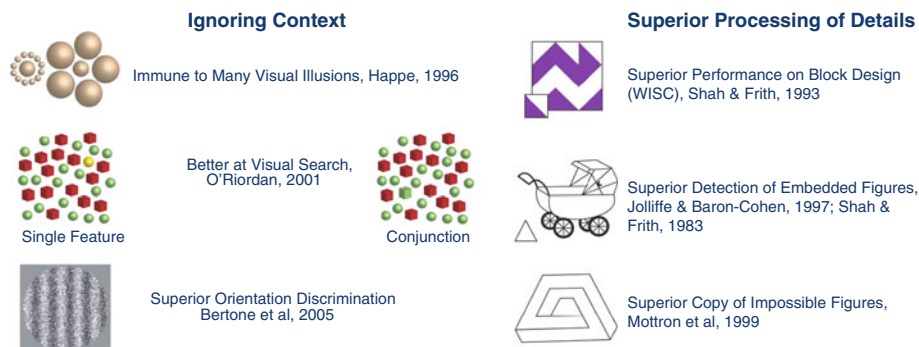 Ignoring Context
Immune to Many Visual Illusions, Happe, 1996
Better at Visual Search,
O'Riordan, 2001
Single Feature
Conjunction
Superior Orientation Discrimination
Bertone et al, 2005
Superior Processing of Details
Superior Performance on Block Design
(WISC), Shah & Frith, 1993
Superior Detection of Embedded Figures,
Jolliffe & Baron-Cohen, 1997; Shah &
Frith, 1983
Superior Copy of Impossible Figures,
Mottron et al, 1999